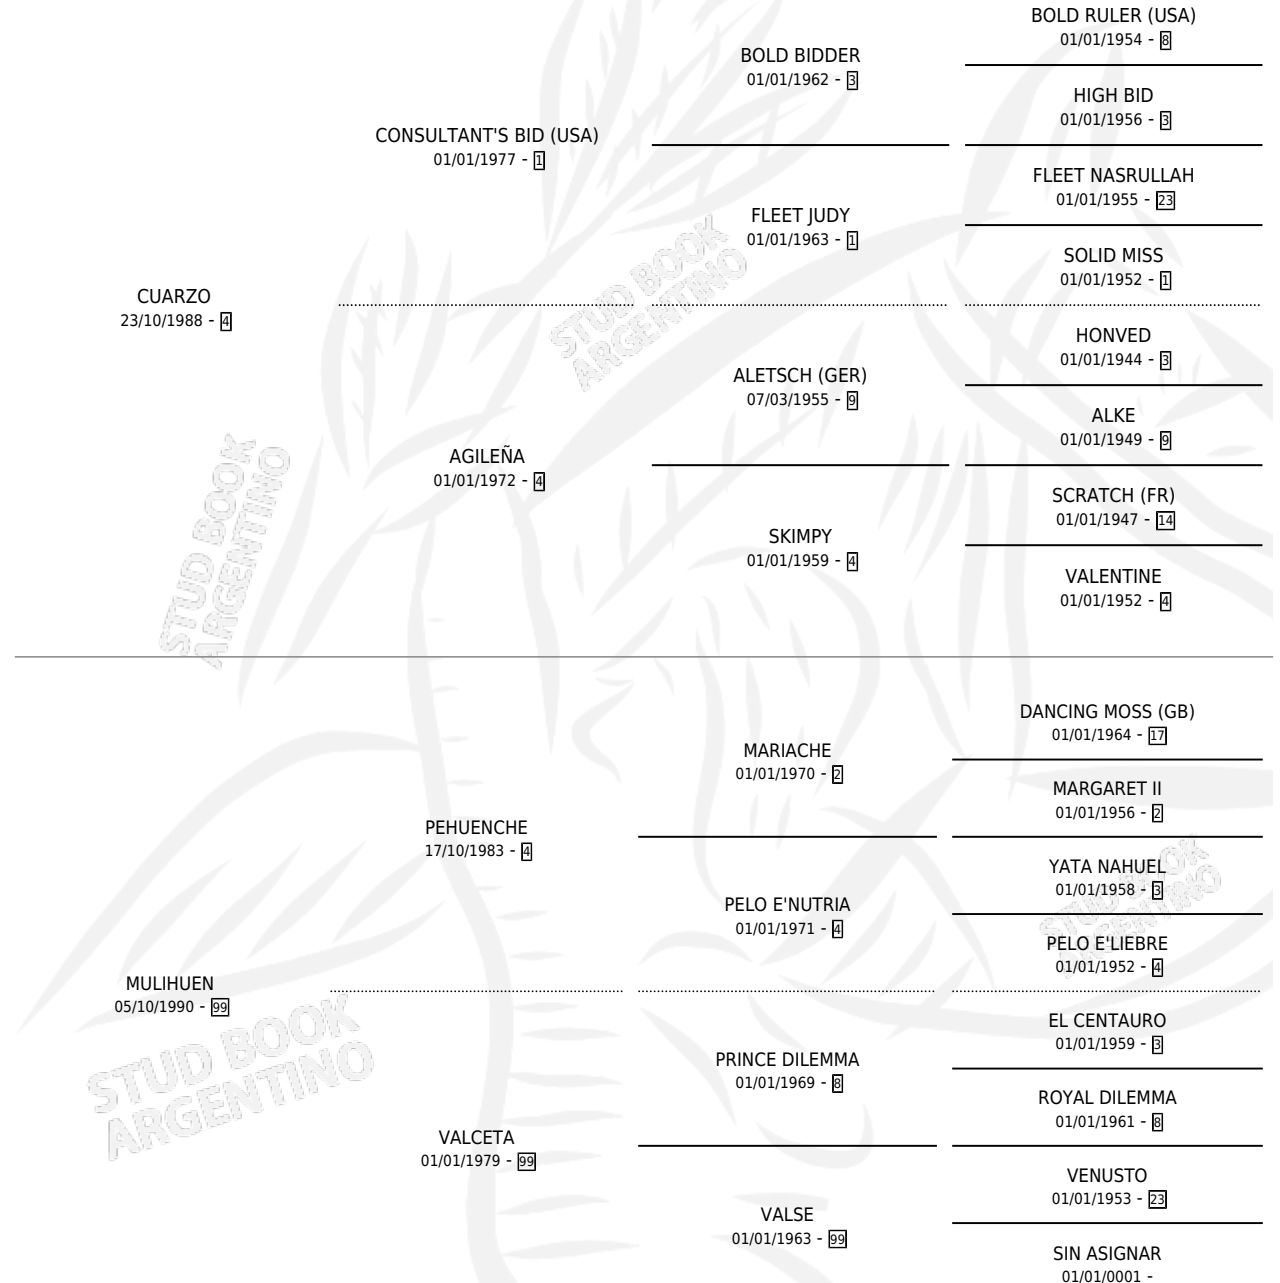 BOLD RULER (USA)
01/01/1954 - 8
BOLD BIDDER
01/01/1962 - 3
HIGH BID
01/01/1956 - 3
CONSULTANT'S BID (USA)
01/01/1977 - 1
FLEET NASRULLAH
01/01/1955 - 23
FLEET JUDY
01/01/1963 - 1
SOLID MISS
01/01/1952 - 1
CUARZO
23/10/1988 - 4
HONVED
01/01/1944 - 3
ALETSCH (GER)
07/03/1955 - 9
ALKE
01/01/1949 - 9
AGILEÑA
01/01/1972 - 4
SCRATCH (FR)
01/01/1947 - 14
SKIMPY
01/01/1959 - 4
VALENTINE
01/01/1952 - 4
DANCING MOSS (GB)
01/01/1964 - 17
MARIACHE
01/01/1970 - 2
MARGARET II
01/01/1956 - 2
PEHUENCHE
17/10/1983 - 4
YATA NAHUEL
01/01/1958 - 3
PELO E'NUTRIA
01/01/1971 - 4
PELO E'LIEBRE
01/01/1952 - 4
MULIHUEN
05/10/1990 - 99
EL CENTAURO
01/01/1959 - 3
PRINCE DILEMMA
01/01/1969 - 8
ROYAL DILEMMA
01/01/1961 - 8
VALCETA
01/01/1979 - 99
VENUSTO
01/01/1953 - 23
VALSE
01/01/1963 - 99
SIN ASIGNAR
01/01/0001 -
STUD BOOK
ARGENTINO
STUD BOOK
ARGENTINO
STUD BOOK
ARGENTINO
STUD BOOK
ARGENTINO